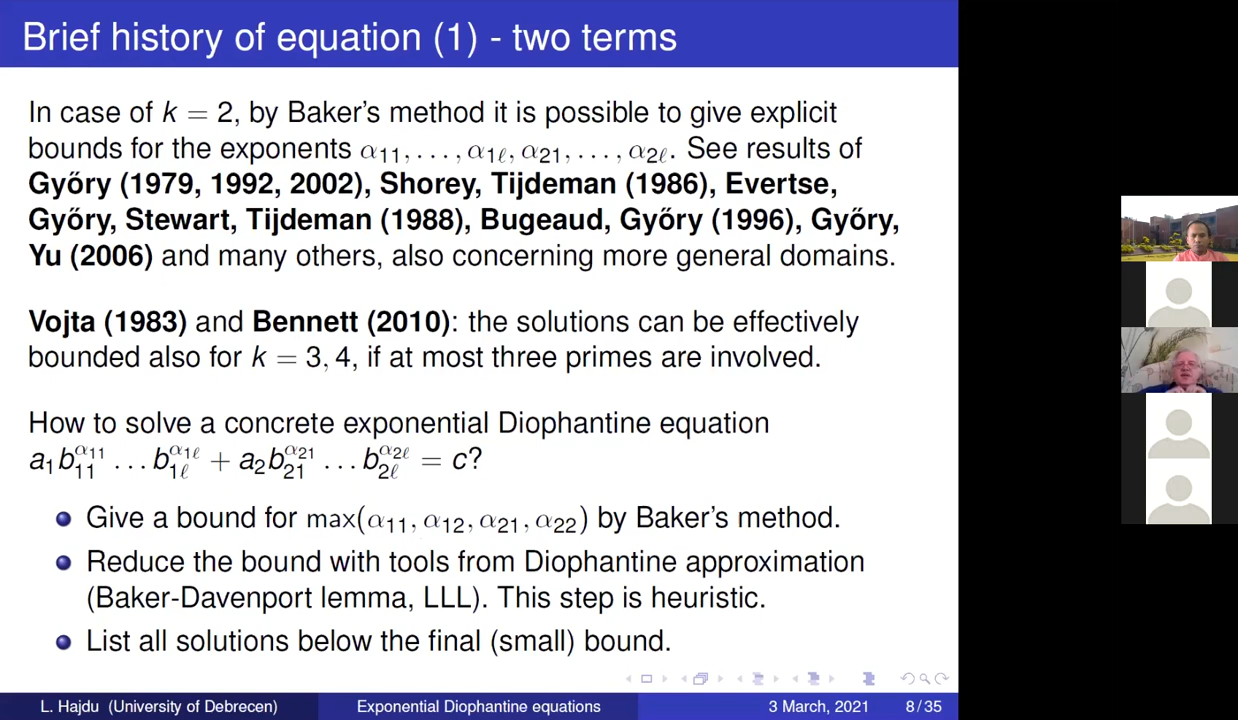 Brief history of equation (1) - two terms
In case of k = 2, by Baker's method it is possible to give explicit
bounds for the exponents α₁₁, . . . , α₁ℓ, α₂₁, . . . , α₂ℓ. See results of
Győry (1979, 1992, 2002), Shorey, Tijdeman (1986), Evertse,
Győry, Stewart, Tijdeman (1988), Bugeaud, Győry (1996), Győry,
Yu (2006) and many others, also concerning more general domains.
Vojta (1983) and Bennett (2010): the solutions can be effectively
bounded also for k = 3, 4, if at most three primes are involved.
How to solve a concrete exponential Diophantine equation
a₁b₁₁^α₁₁ . . . b₁ℓ^α₁ℓ + a₂b₂₁^α₂₁ . . . b₂ℓ^α₂ℓ = c?
Give a bound for max(α₁₁, α₁₂, α₂₁, α₂₂) by Baker's method.
Reduce the bound with tools from Diophantine approximation
(Baker-Davenport lemma, LLL). This step is heuristic.
List all solutions below the final (small) bound.
L. Hajdu (University of Debrecen) Exponential Diophantine equations 3 March, 2021 8 / 35